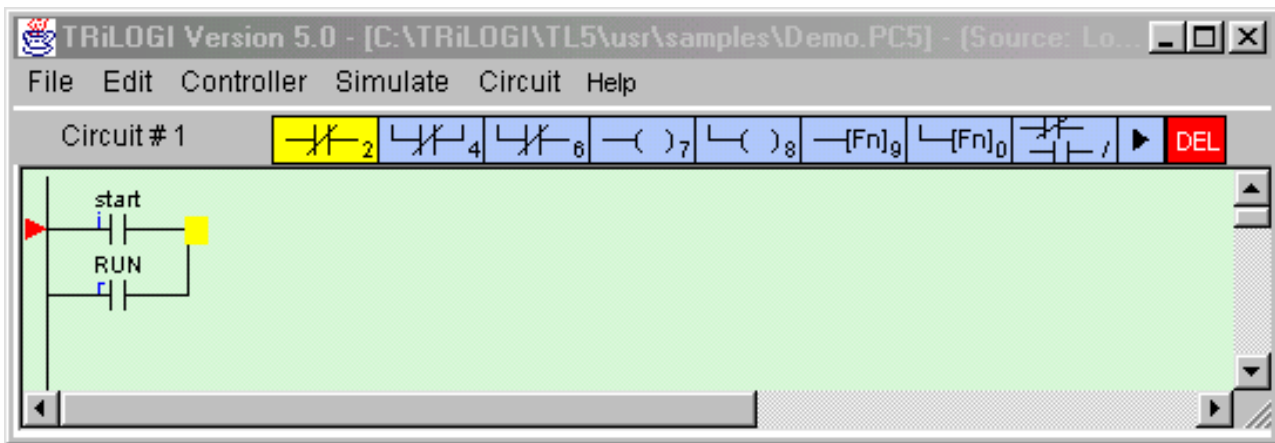 TRiLOGI Version 5.0 - [C:\TRiLOGI\TL5\usr\samples\Demo.PC5] - (Source: Lo...
File Edit Controller Simulate Circuit Help
Circuit # 1 2 4 6 ( )7 ( )8 [Fn]9 [Fn]0 / DEL
start
i
RUN
r